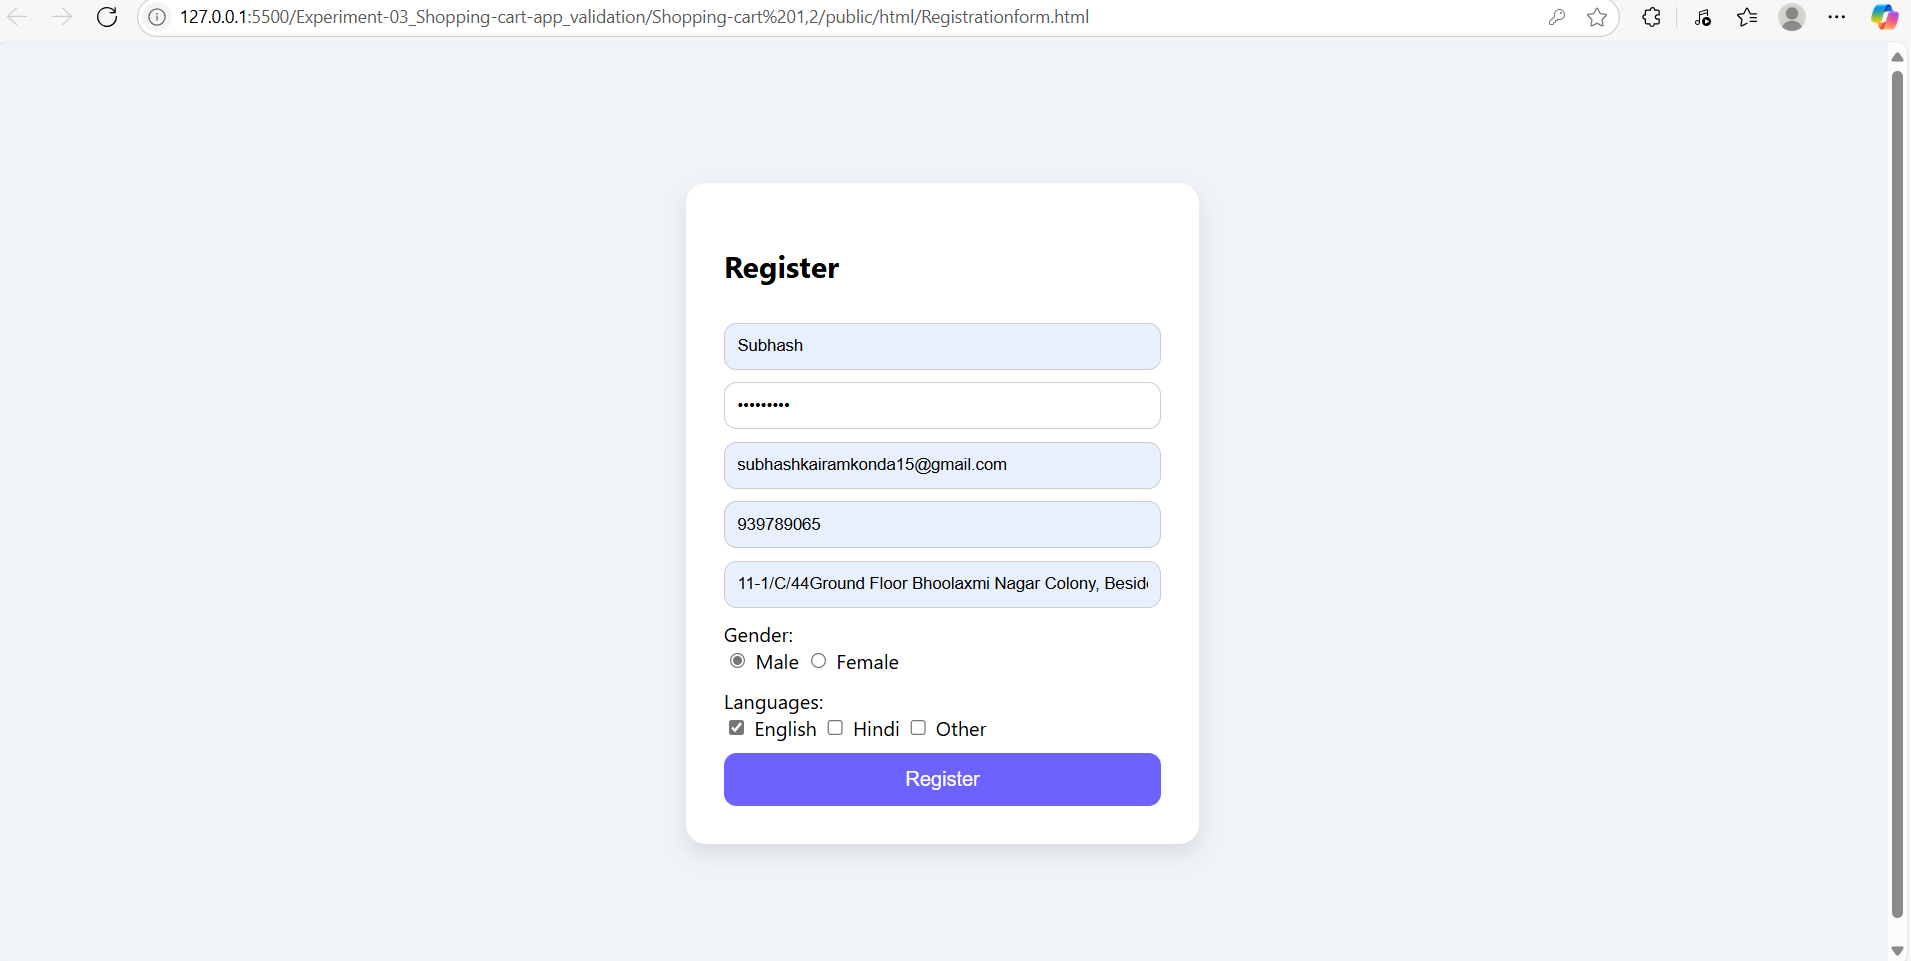 127.0.0.1:5500/Experiment-03_Shopping-cart-app_validation/Shopping-cart%201,2/public/html/Registrationform.html
Register
Subhash
•••••••••
subhashkairamkonda15@gmail.com
939789065
11-1/C/44Ground Floor Bhoolaxmi Nagar Colony, Besid
Gender:
Male Female
Languages:
English Hindi Other
Register